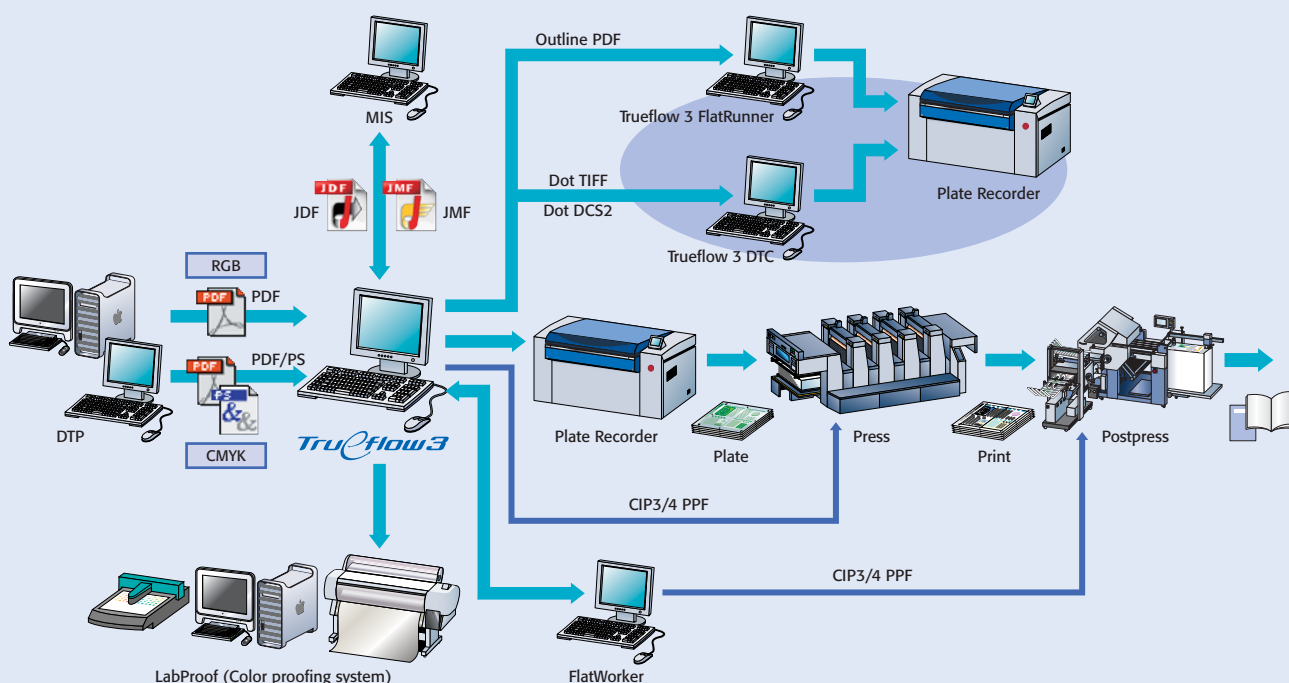 Outline PDF
MIS
Trueflow 3 FlatRunner
Plate Recorder
JDF
JMF
JDF
JMF
Dot TIFF
Dot DCS2
Trueflow 3 DTC
RGB
PDF
PDF
PDF/PS
PDF
PS
DTP
CMYK
Trueflow3
Plate Recorder
Plate
Press
Print
Postpress
CIP3/4 PPF
CIP3/4 PPF
LabProof (Color proofing system)
FlatWorker